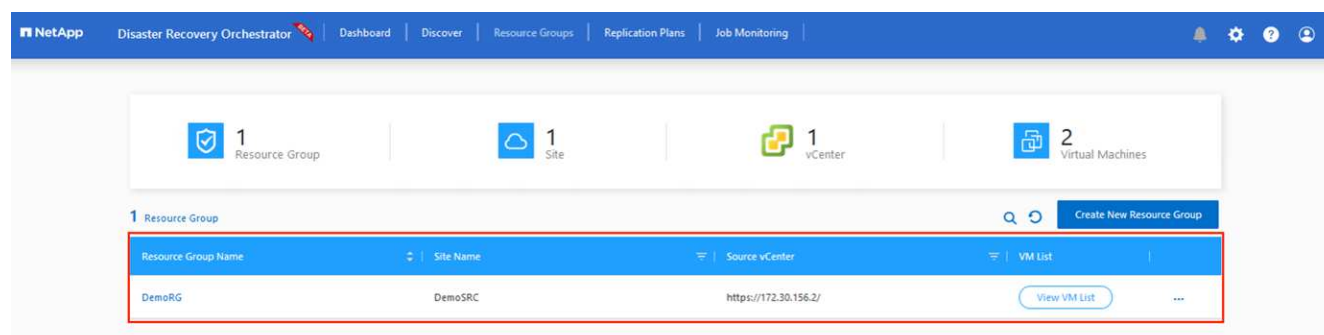 NetApp Disaster Recovery Orchestrator Dashboard Discover Resource Groups Replication Plans Job Monitoring
1
Resource Group
1
Site
1
vCenter
2
Virtual Machines
1 Resource Group
Create New Resource Group
Resource Group Name Site Name Source vCenter VM List
DemoRG DemoSRC https://172.30.156.2/ View VM List ...